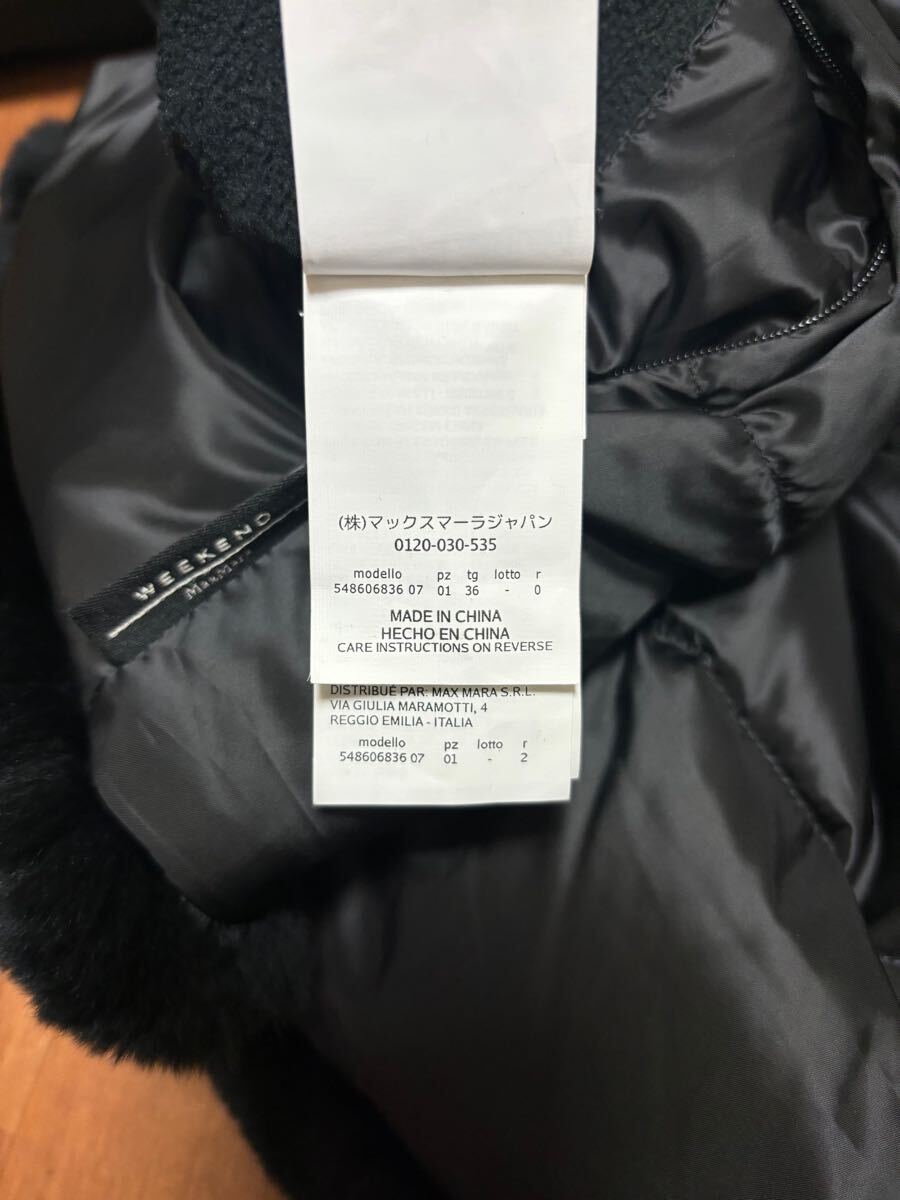 (株)マックスマーラジャパン
0120-030-535
modello pz tg lotto r
548606836 07 01 36 - 0
MADE IN CHINA
HECHO EN CHINA
CARE INSTRUCTIONS ON REVERSE
DISTRIBUÉ PAR: MAX MARA S.R.L.
VIA GIULIA MARAMOTTI, 4
REGGIO EMILIA - ITALIA
modello pz lotto r
548606836 07 01 - 2
WEEKEND
MaxMara